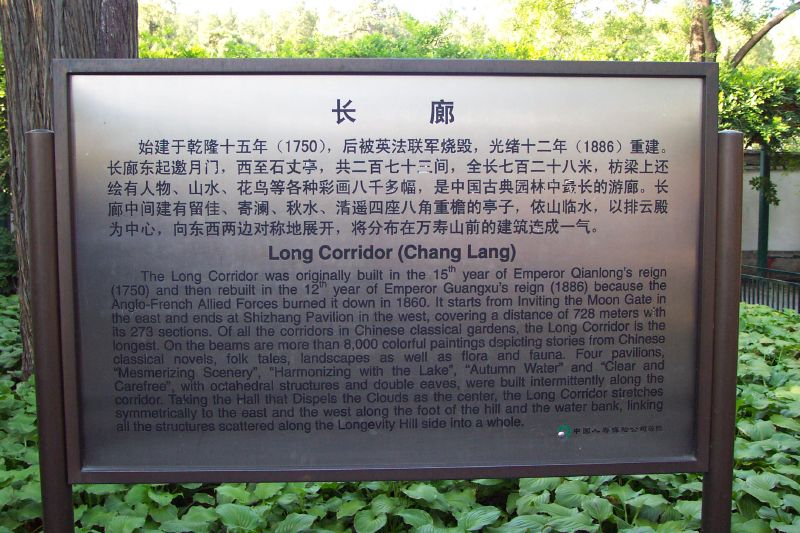 长 廊
始建于乾隆十五年（1750），后被英法联军烧毁，光绪十二年（1886）重建。
长廊东起邀月门，西至石丈亭，共二百七十三间，全长七百二十八米，枋梁上还
绘有人物、山水、花鸟等各种彩画八千多幅，是中国古典园林中最长的游廊。长
廊中间建有留佳、寄澜、秋水、清遥四座八角重檐的亭子，依山临水，以排云殿
为中心，向东西两边对称地展开，将分布在万寿山前的建筑连成一气。
Long Corridor (Chang Lang)
The Long Corridor was originally built in the 15th year of Emperor Qianlong's reign
(1750) and then rebuilt in the 12th year of Emperor Guangxu's reign (1886) because the
Anglo-French Allied Forces burned it down in 1860. It starts from Inviting the Moon Gate in
the east and ends at Shizhang Pavilion in the west, covering a distance of 728 meters with
its 273 sections. Of all the corridors in Chinese classical gardens, the Long Corridor is the
longest. On the beams are more than 8,000 colorful paintings depicting stories from Chinese
classical novels, folk tales, landscapes as well as flora and fauna. Four pavilions,
“Mesmerizing Scenery”, “Harmonizing with the Lake”, “Autumn Water” and “Clear and
Carefree”, with octahedral structures and double eaves, were built intermittently along the
corridor. Taking the Hall that Dispels the Clouds as the center, the Long Corridor stretches
symmetrically to the east and the west along the foot of the hill and the water bank, linking
all the structures scattered along the Longevity Hill side into a whole.
中国人寿保险公司